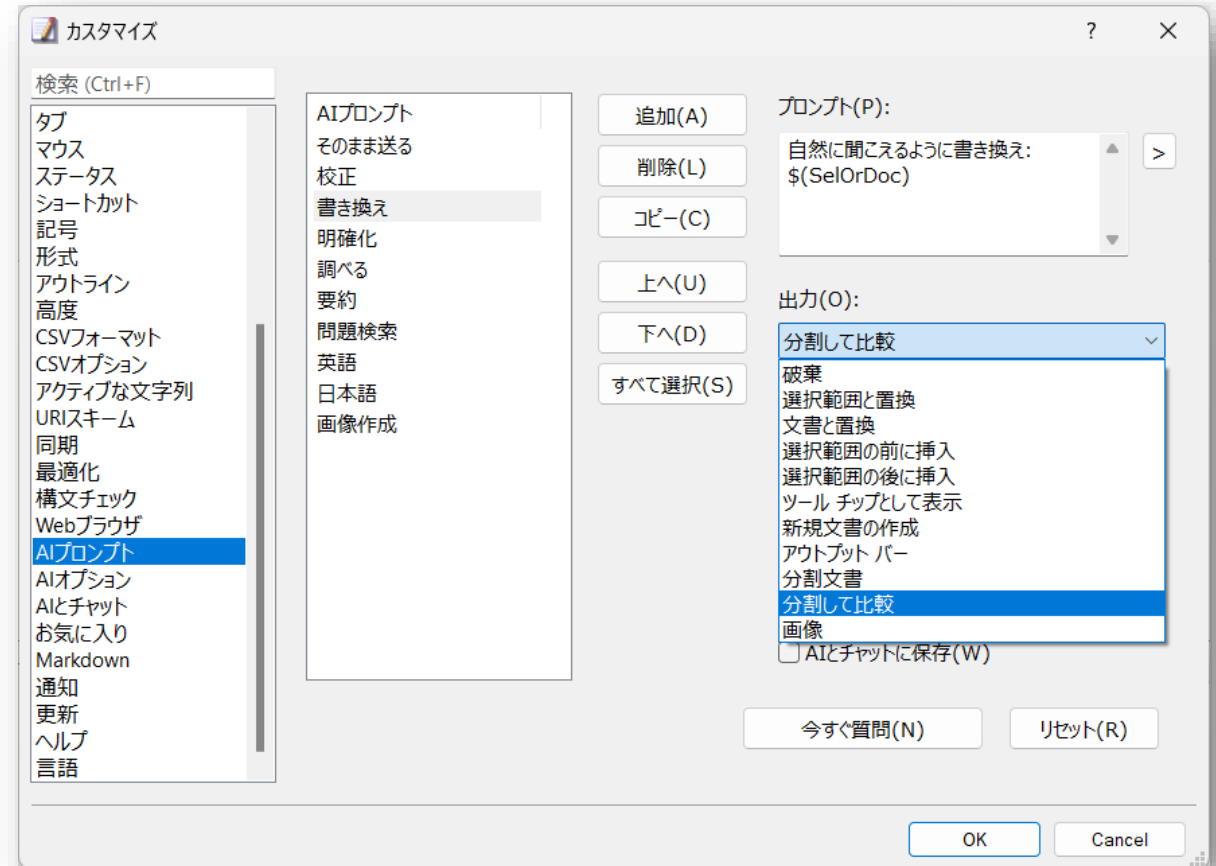 カスタマイズ
?
検索 (Ctrl+F)
タブ
マウス
ステータス
ショートカット
記号
形式
アウトライン
高度
CSVフォーマット
CSVオプション
アクティブな文字列
URIスキーム
同期
最適化
構文チェック
Webブラウザ
AIプロンプト
AIオプション
AIとチャット
お気に入り
Markdown
通知
更新
ヘルプ
言語
AIプロンプト
そのまま送る
校正
書き換え
明確化
調べる
要約
問題検索
英語
日本語
画像作成
追加(A)
削除(L)
コピー(C)
上へ(U)
下へ(D)
すべて選択(S)
プロンプト(P):
自然に聞こえるように書き換え:
$(SelOrDoc)
>
出力(O):
分割して比較
破棄
選択範囲と置換
文書と置換
選択範囲の前に挿入
選択範囲の後に挿入
ツール チップとして表示
新規文書の作成
アウトプット バー
分割文書
分割して比較
画像
AIとチャットに保存(W)
今すぐ質問(N)
リセット(R)
OK
Cancel